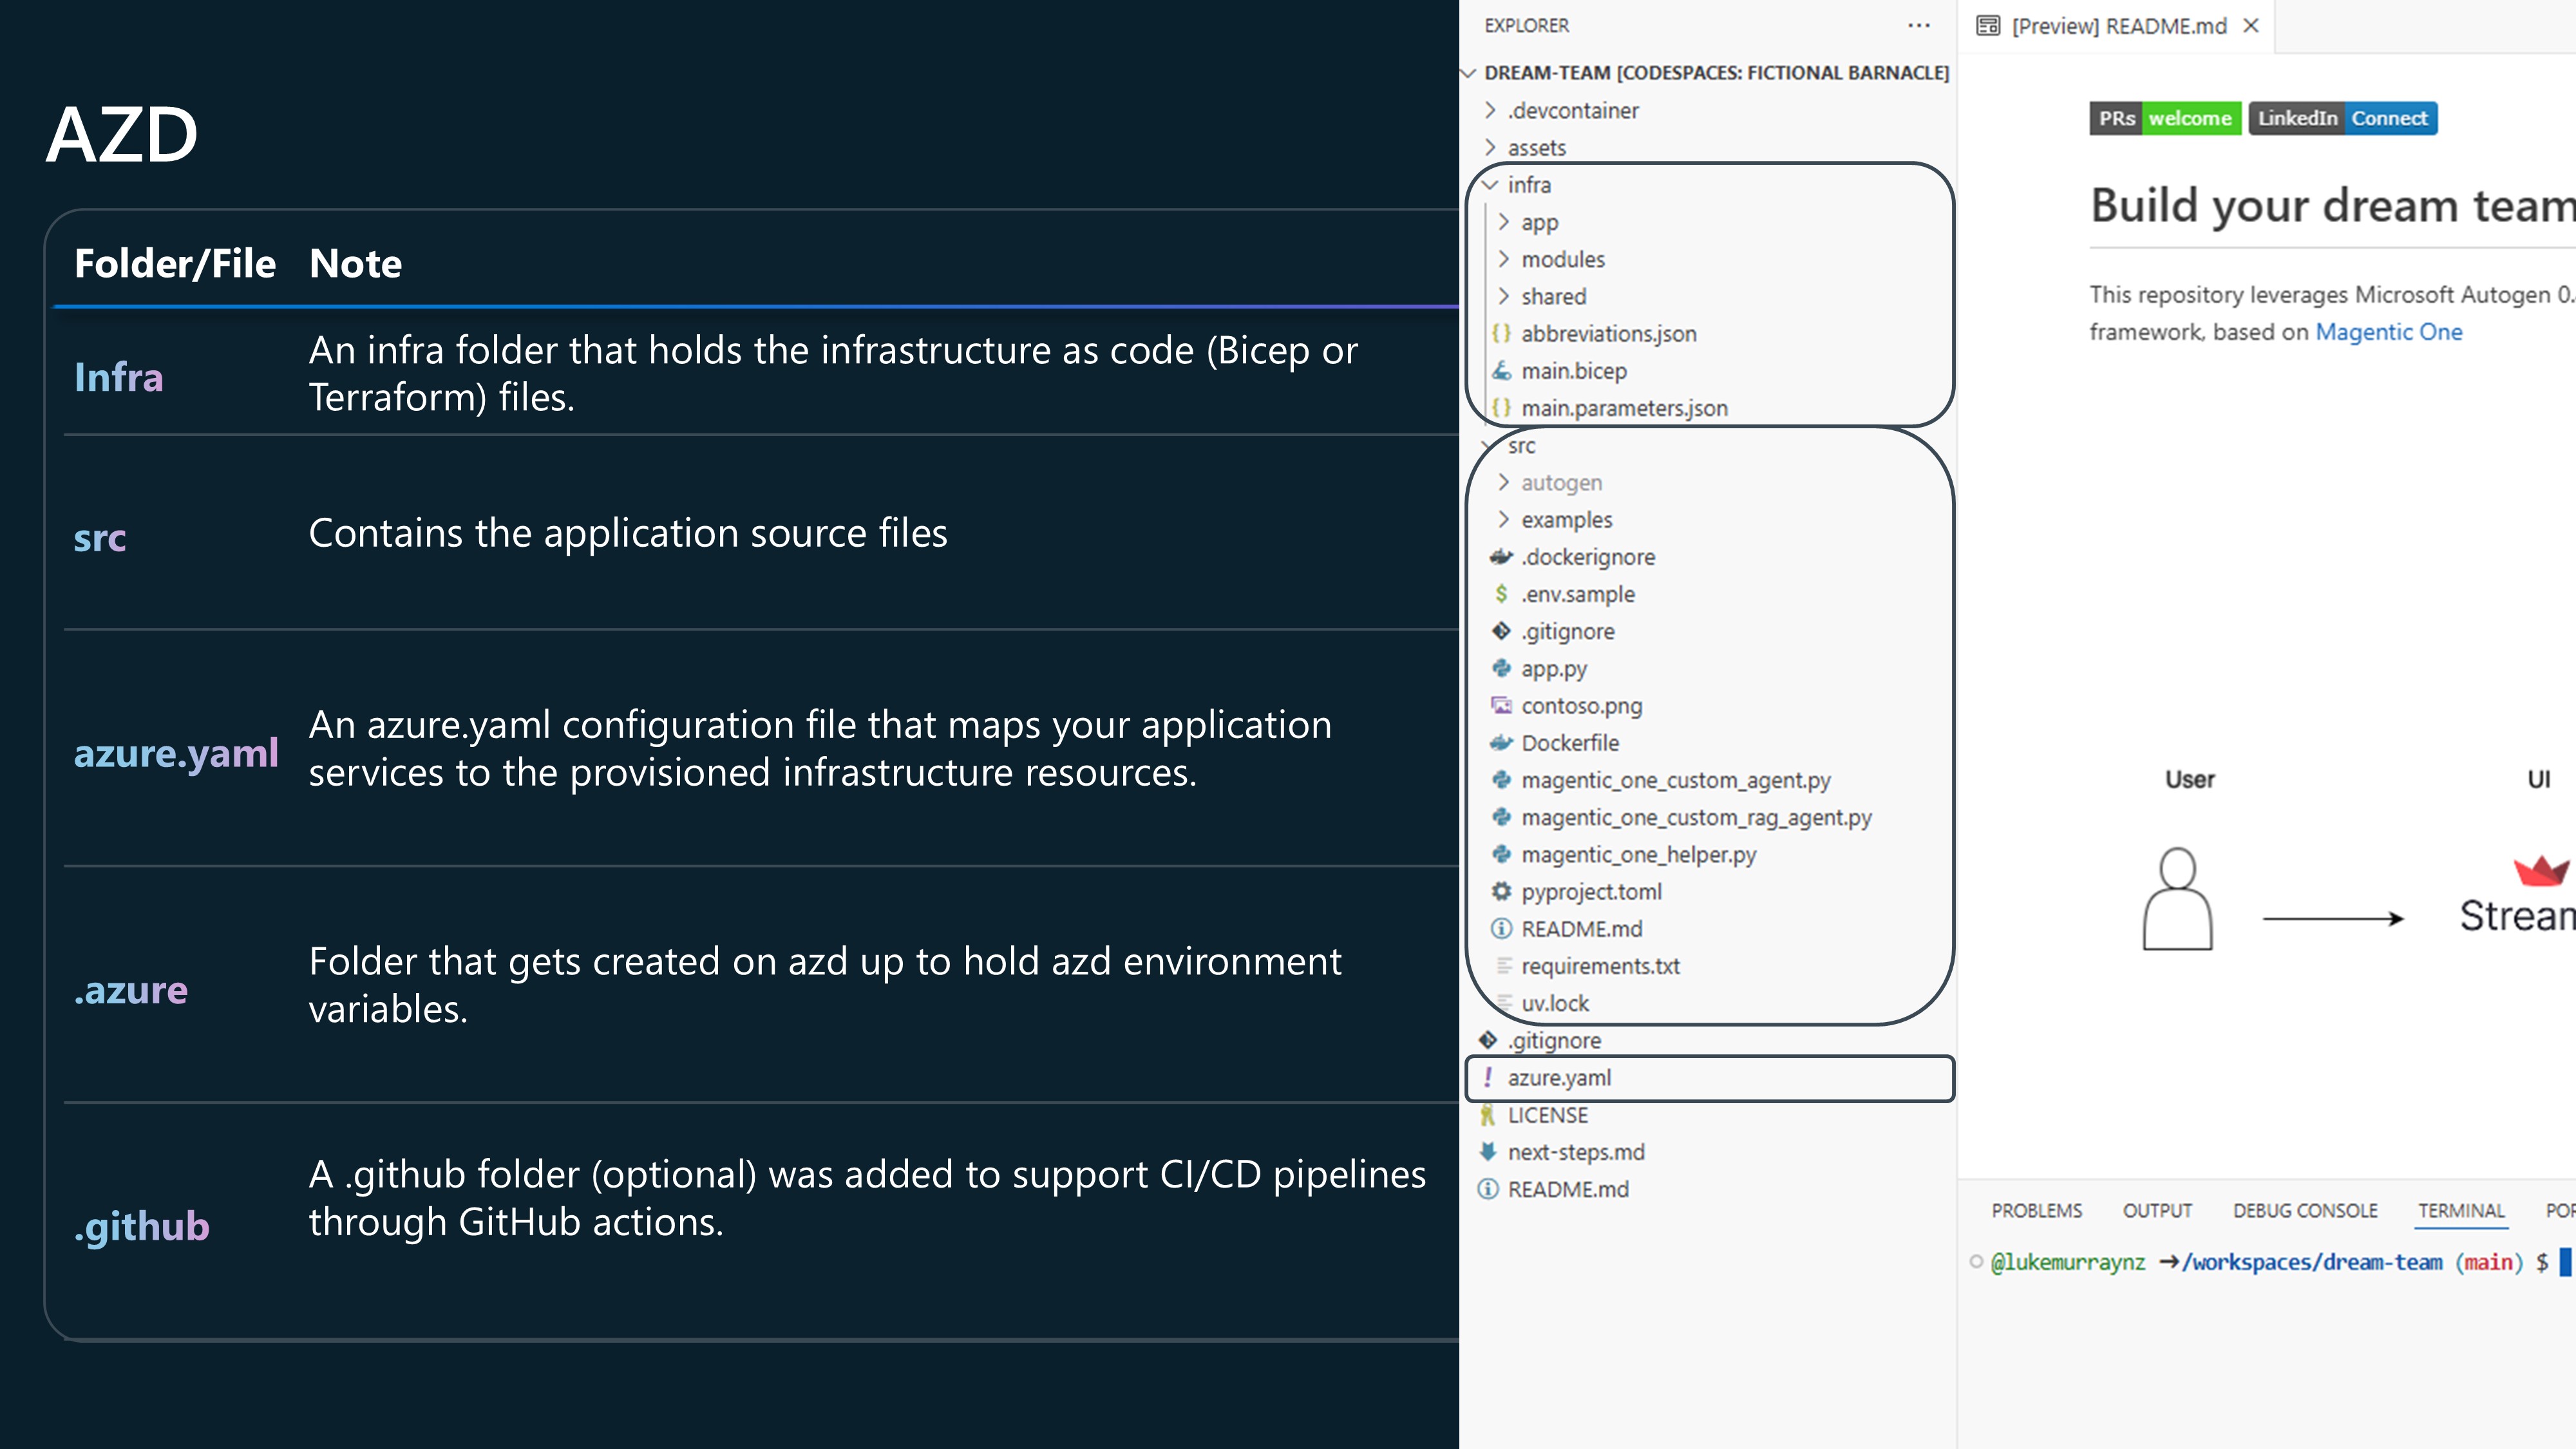 AZD
Folder/File Note
Infra
An infra folder that holds the infrastructure as code (Bicep or
Terraform) files.
src
Contains the application source files
azure.yaml
An azure.yaml configuration file that maps your application
services to the provisioned infrastructure resources.
.azure
Folder that gets created on azd up to hold azd environment
variables.
.github
A .github folder (optional) was added to support CI/CD pipelines
through GitHub actions.
EXPLORER
DREAM-TEAM [CODESPACES: FICTIONAL BARNACLE]
.devcontainer
assets
infra
app
modules
shared
abbreviations.json
main.bicep
main.parameters.json
src
autogen
examples
.dockerignore
.env.sample
.gitignore
app.py
contoso.png
Dockerfile
magentic_one_custom_agent.py
magentic_one_custom_rag_agent.py
magentic_one_helper.py
pyproject.toml
README.md
requirements.txt
uv.lock
.gitignore
azure.yaml
LICENSE
next-steps.md
README.md
[Preview] README.md
PRs welcome LinkedIn Connect
Build your dream team
This repository leverages Microsoft Autogen 0.
framework, based on Magentic One
User UI
Stream
PROBLEMS OUTPUT DEBUG CONSOLE TERMINAL POR
@lukemurraynz ➜/workspaces/dream-team (main) $